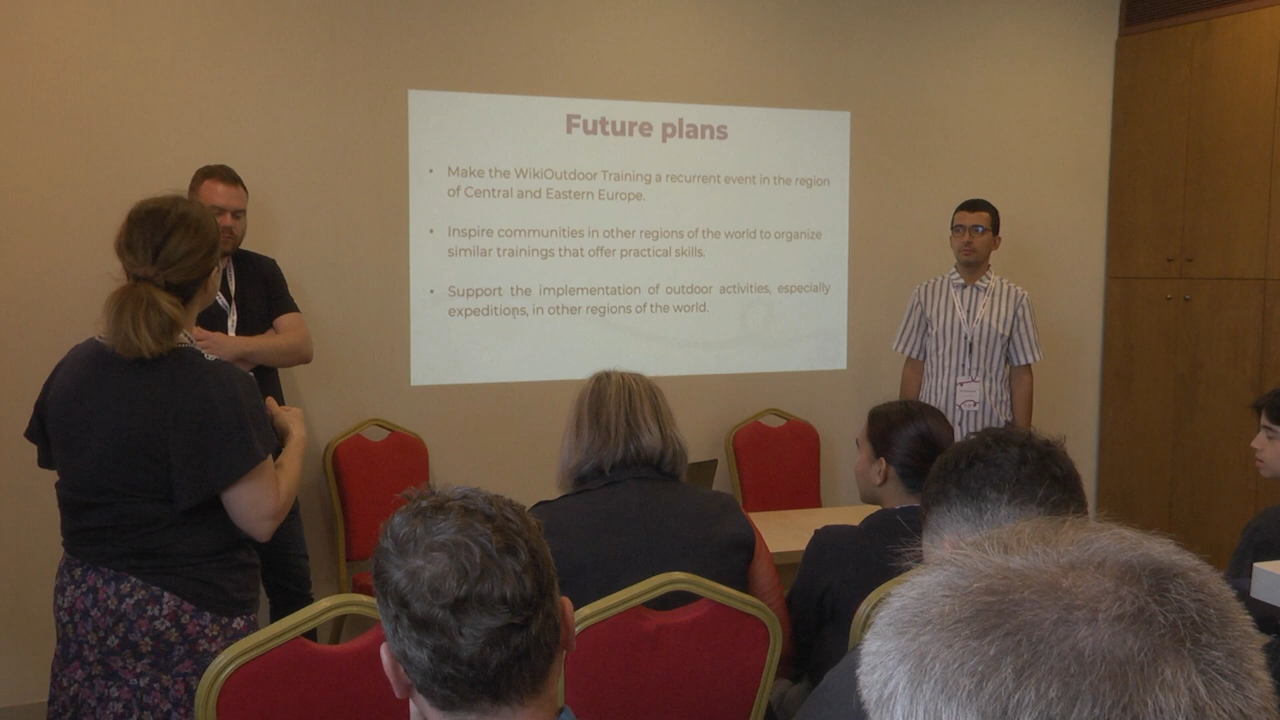 Future plans
• Make the WikiOutdoor Training a recurrent event in the region
of Central and Eastern Europe.
• Inspire communities in other regions of the world to organize
similar trainings that offer practical skills.
• Support the implementation of outdoor activities, especially
expeditions, in other regions of the world.